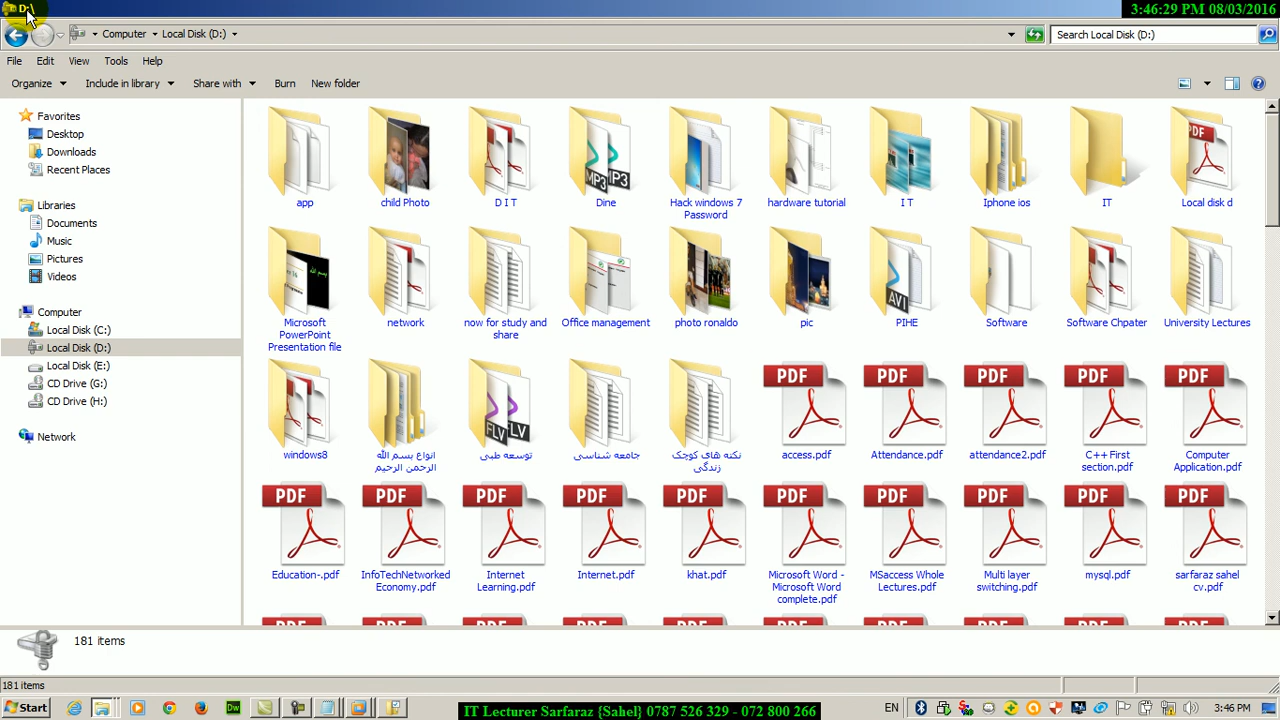 D:\
3:46:29 PM 08/03/2016
Computer
Local Disk (D:)
Search Local Disk (D:)
File Edit View Tools Help
Organize Include in library Share with Burn New folder
Favorites
Desktop
Downloads
Recent Places
Libraries
Documents
Music
Pictures
Videos
Computer
Local Disk (C:)
Local Disk (D:)
Local Disk (E:)
CD Drive (G:)
CD Drive (H:)
Network
app
child Photo
D I T
Dine
Hack windows 7
Password
hardware tutorial
I T
Iphone ios
IT
Local disk d
Microsoft
PowerPoint
Presentation file
network
now for study and
share
Office management
photo ronaldo
pic
PIHE
Software
Software Chpater
University Lectures
windows8
انواع بسم الله
الرحمن الرحیم
توسعه طبی
جامعه شناسی
نکته های کوچک
زندگی
access.pdf
Attendance.pdf
attendance2.pdf
C++First
section.pdf
Computer
Application.pdf
Education-.pdf
InfoTechNetworked
Economy.pdf
Internet
Learning.pdf
Internet.pdf
khat.pdf
Microsoft Word -
Microsoft Word
complete.pdf
MSaccess Whole
Lectures.pdf
Multi layer
switching.pdf
mysql.pdf
sarfaraz sahel
cv.pdf
181 items
181 items
Start
IT Lecturer Sarfaraz {Sahel} 0787 526 329 - 072 800 266
EN
3:46 PM